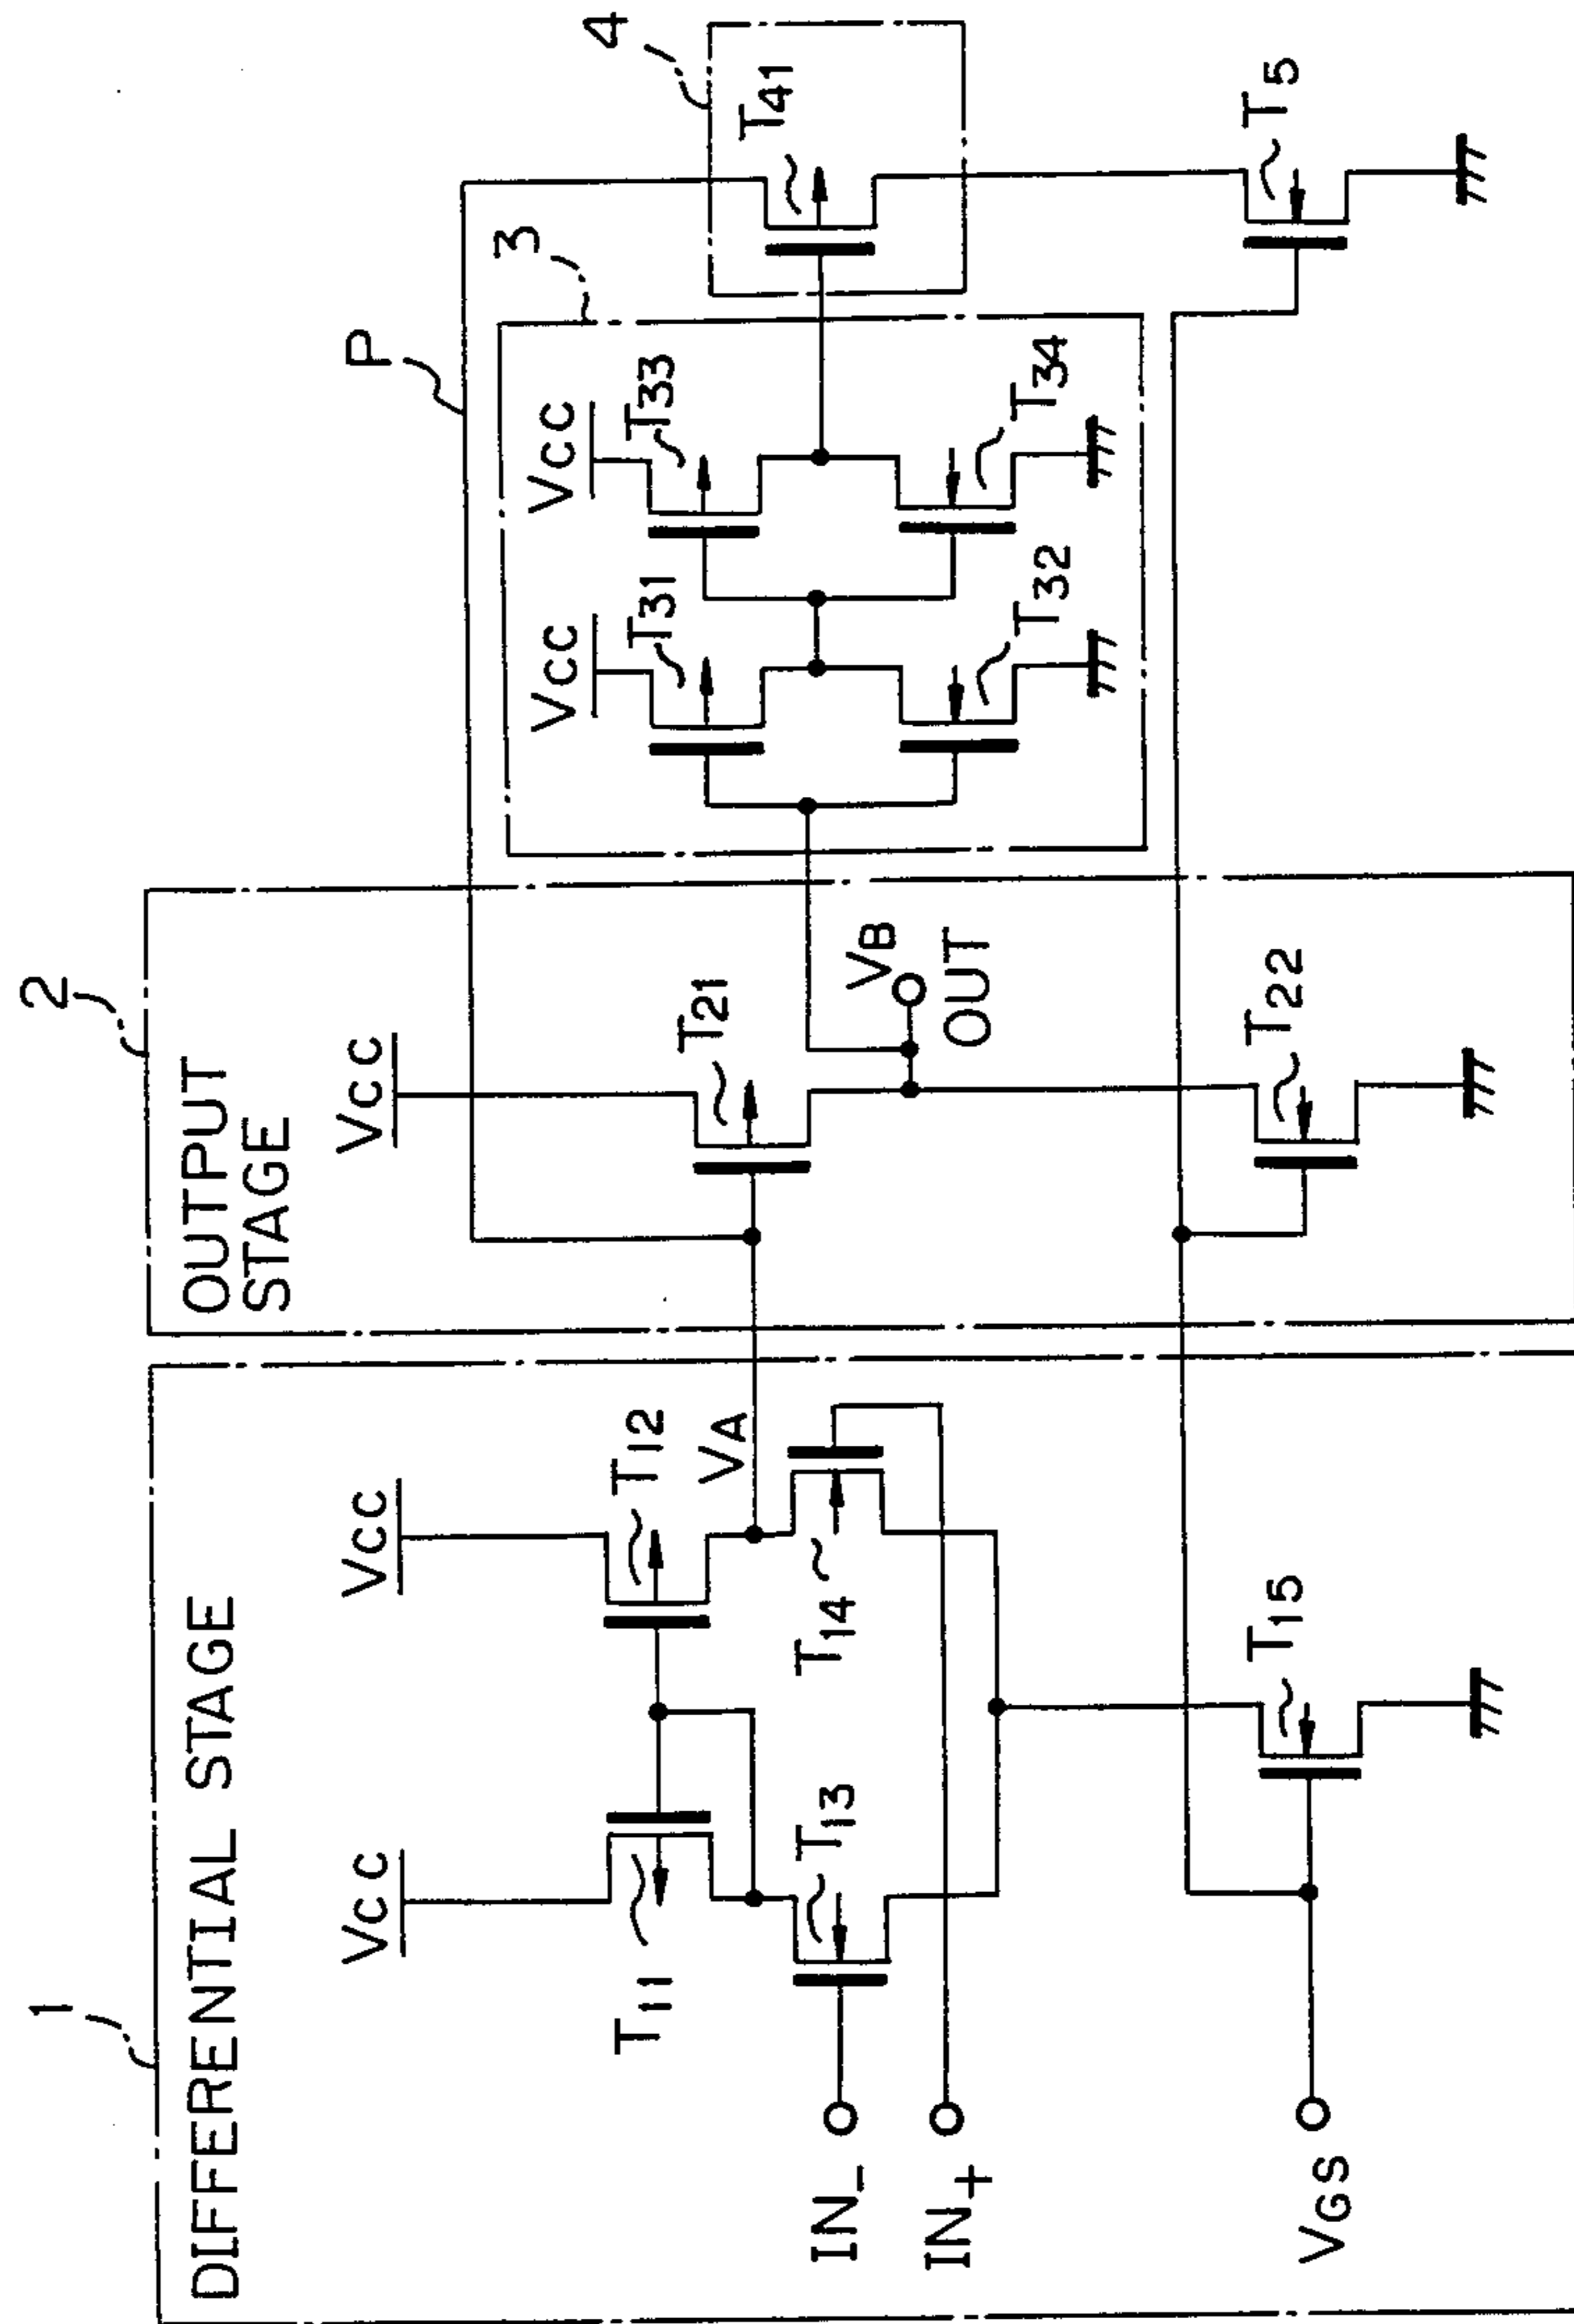 1
DIFFERENTIAL STAGE
VCC
VCC
T11
T12
VA
T13
T14
IN-
IN+
T15
VGS
2
OUTPUT
STAGE
VCC
T21
VB
OUT
T22
P
3
VCC
VCC
T31
T33
T32
T34
4
T41
T5